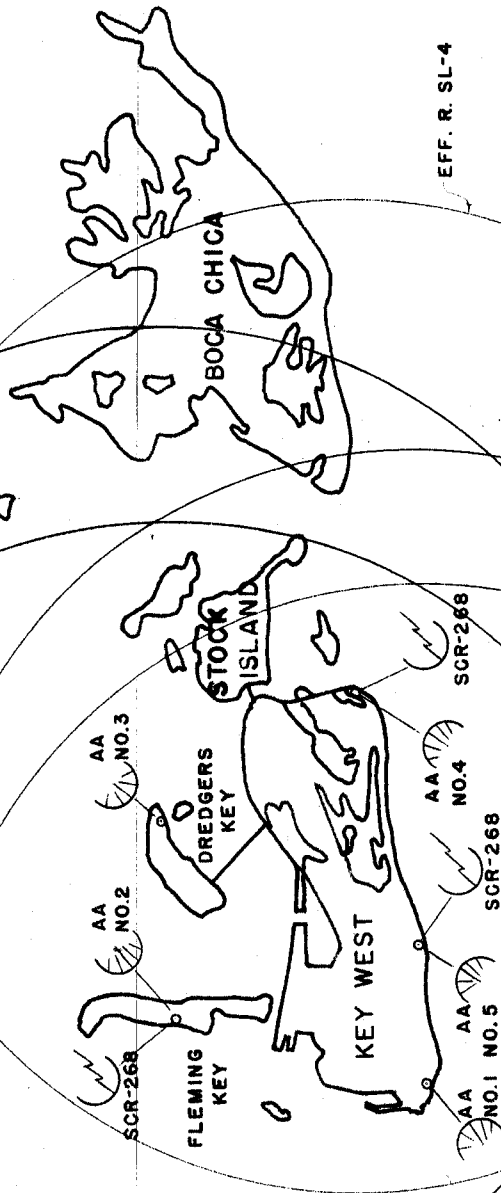 EFF. R. SL-4
BOCA CHICA
STOCK
ISLAND
SCR-268
AA
NO.3
DREDGERS
KEY
AA
NO.4
SCR-268
AA
NO.2
KEY WEST
AA
NO.5
SCR-268
FLEMING
KEY
AA
NO.1